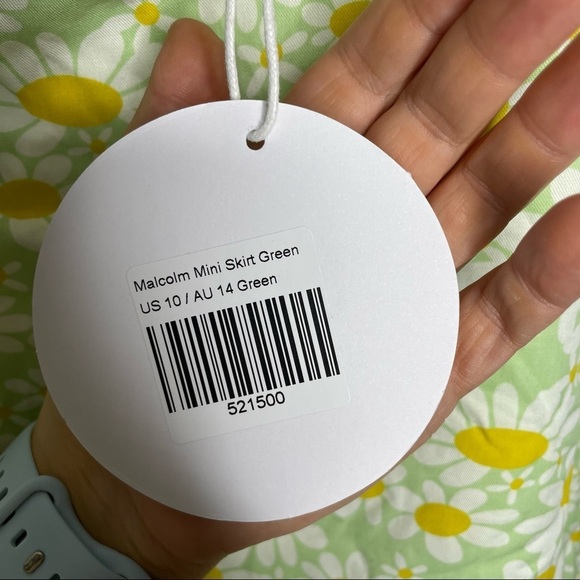 Malcolm Mini Skirt Green
US 10 / AU 14 Green
521500